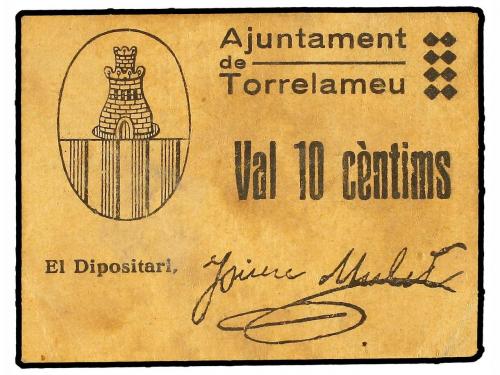 Ajuntament
de
Torrelameu
Val 10 cèntims
El Dipositari,